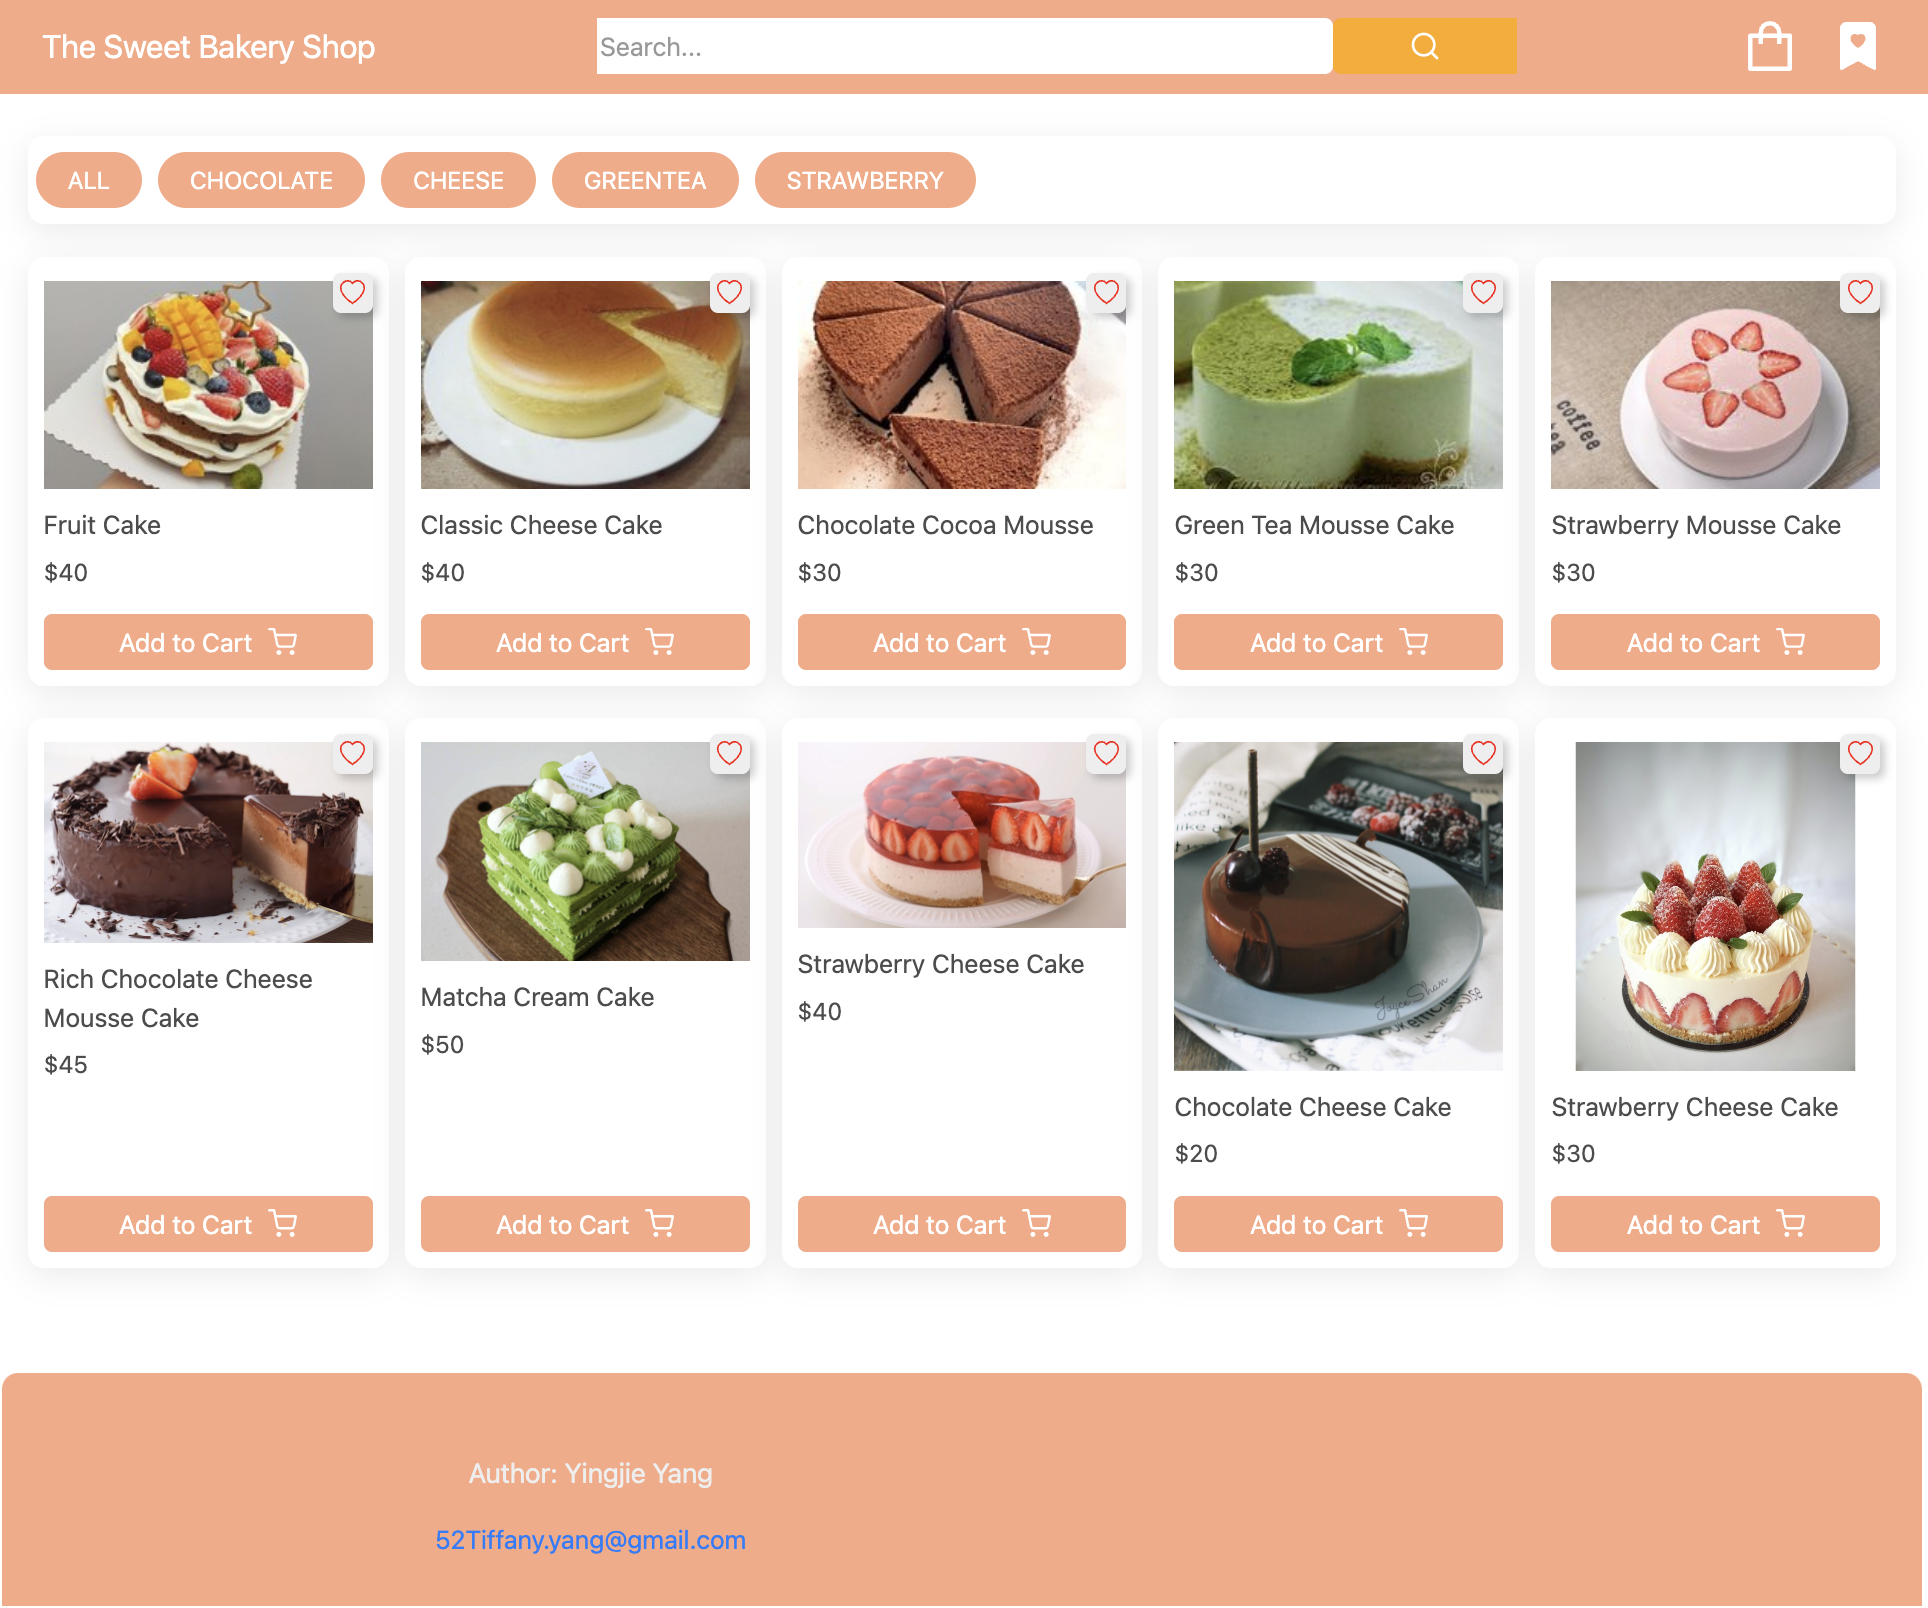 The Sweet Bakery Shop
Search...
ALL
CHOCOLATE
CHEESE
GREENTEA
STRAWBERRY
coffee
tea
Fruit Cake
Classic Cheese Cake
Chocolate Cocoa Mousse
Green Tea Mousse Cake
Strawberry Mousse Cake
$40
$40
$30
$30
$30
Add to Cart
Add to Cart
Add to Cart
Add to Cart
Add to Cart
JoyceShan
Rich Chocolate Cheese
Mousse Cake
$45
Matcha Cream Cake
$50
Strawberry Cheese Cake
$40
Chocolate Cheese Cake
$20
Strawberry Cheese Cake
$30
Add to Cart
Add to Cart
Add to Cart
Add to Cart
Add to Cart
Author: Yingjie Yang
52Tiffany.yang@gmail.com